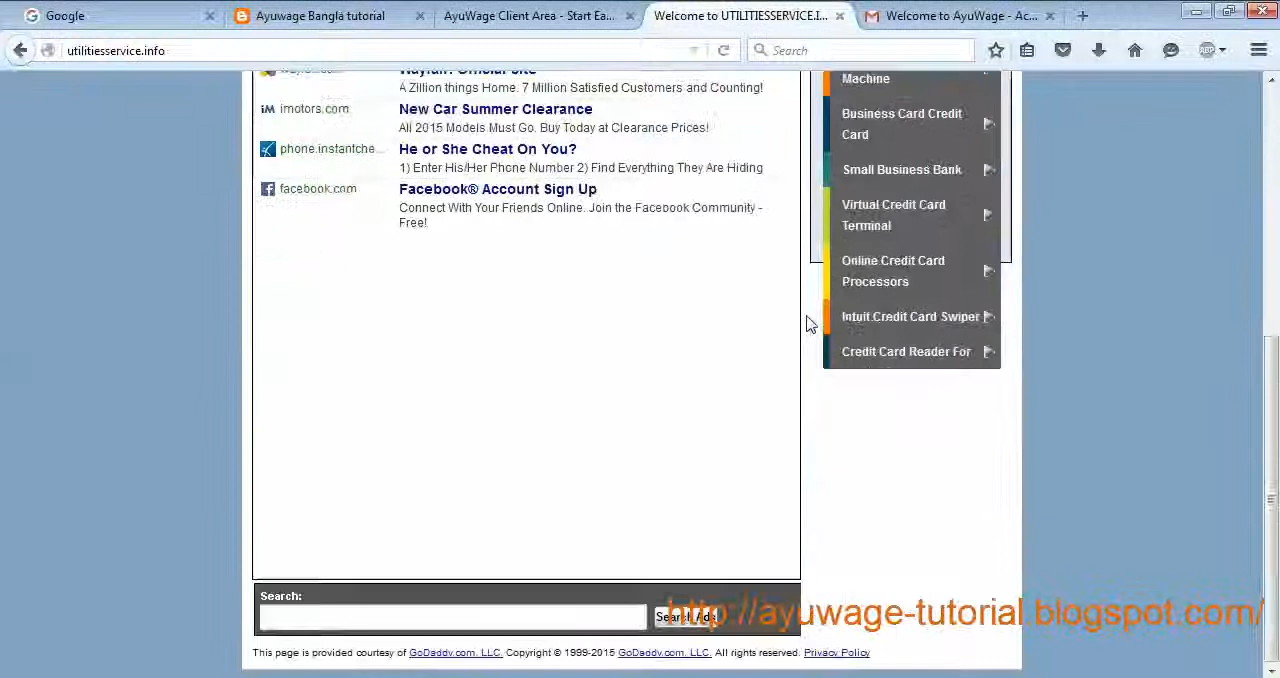 Google
Ayuwage Bangla tutorial
AyuWage Client Area - Start Ea...
Welcome to UTILITIESSERVICE.I...
Welcome to AyuWage - Ac...
utilitiesservice.info
Search
ABP
Wayfair: Official Site
A Zillion things Home. 7 Million Satisfied Customers and Counting!
imotors.com
New Car Summer Clearance
All 2015 Models Must Go. Buy Today at Clearance Prices!
phone.instantche...
He or She Cheat On You?
1) Enter His/Her Phone Number 2) Find Everything They Are Hiding
facebook.com
Facebook® Account Sign Up
Connect With Your Friends Online. Join the Facebook Community -
Free!
Machine
Business Card Credit
Card
Small Business Bank
Virtual Credit Card
Terminal
Online Credit Card
Processors
Intuit Credit Card Swiper
Credit Card Reader For
Search:
Search Ads
http://ayuwage-tutorial.blogspot.com/
This page is provided courtesy of GoDaddy.com, LLC. Copyright © 1999-2015 GoDaddy.com, LLC. All rights reserved. Privacy Policy